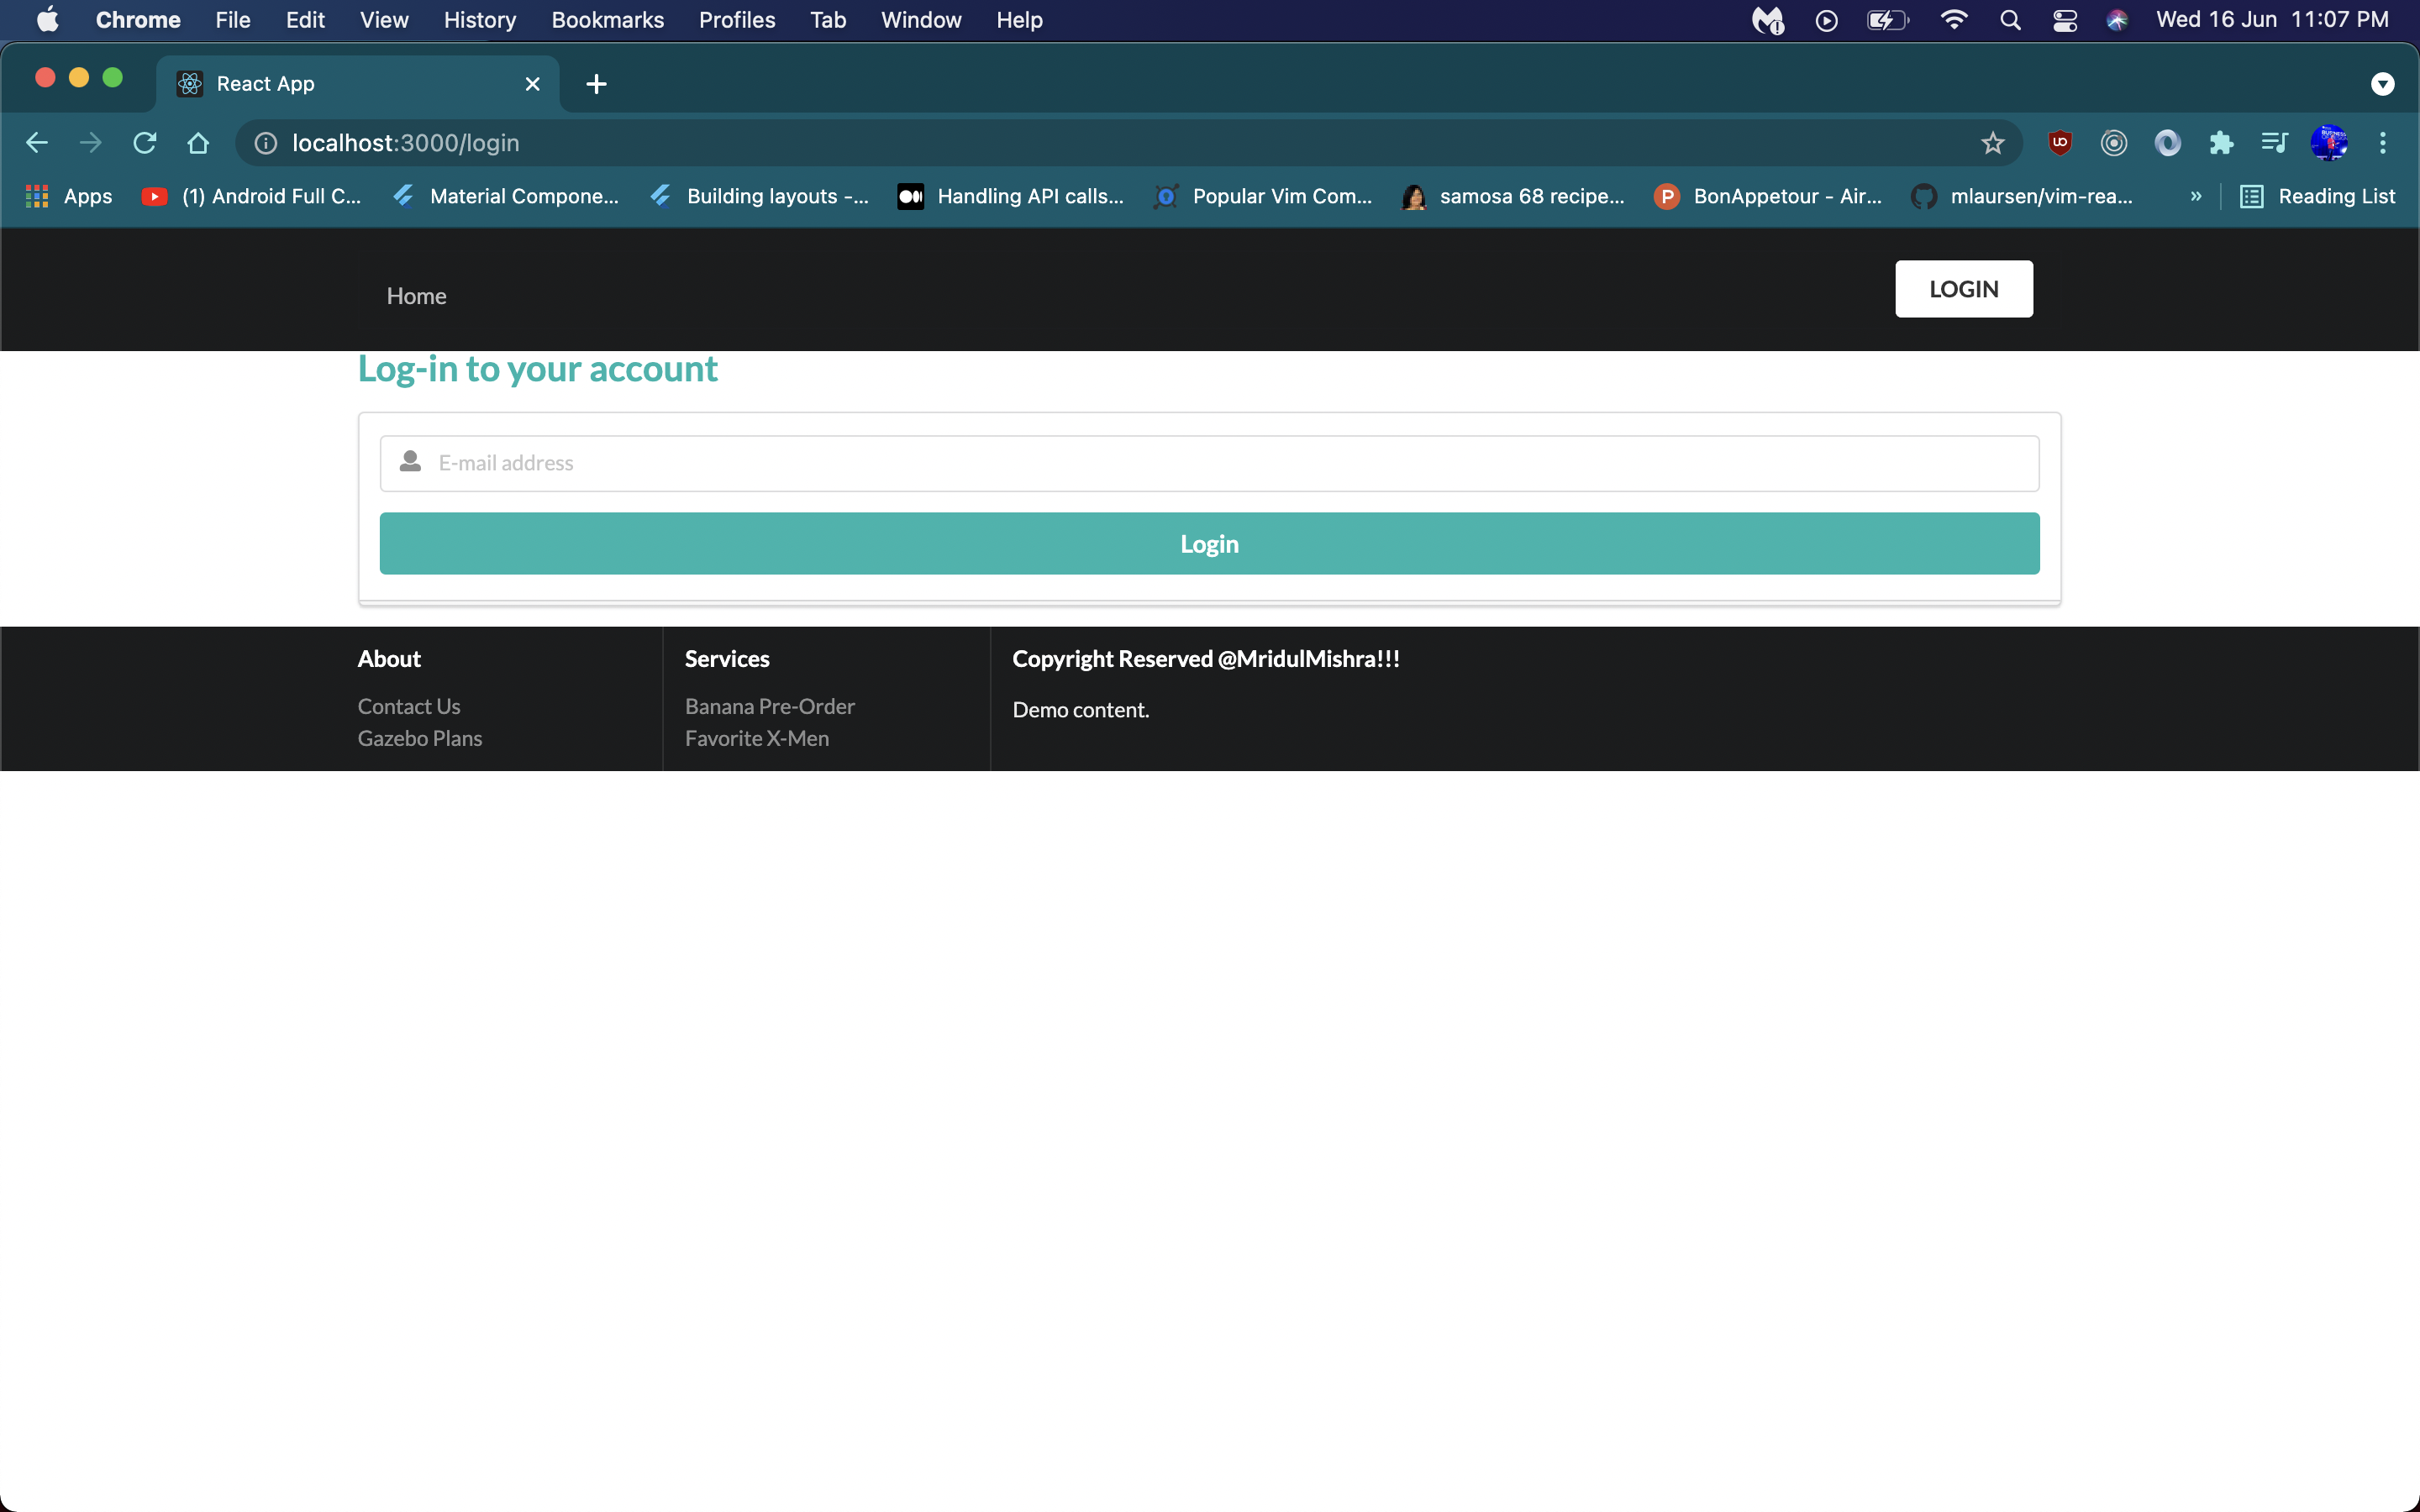 Chrome File Edit View History Bookmarks Profiles Tab Window Help Wed 16 Jun 11:07 PM
React App
localhost:3000/login
Apps (1) Android Full C... Material Compone... Building layouts -... Handling API calls... Popular Vim Com... samosa 68 recipe... BonAppetour - Air... mlaursen/vim-rea... » Reading List
Home LOGIN
Log-in to your account
E-mail address
Login
About Services Copyright Reserved @MridulMishra!!!
Contact Us Banana Pre-Order Demo content.
Gazebo Plans Favorite X-Men